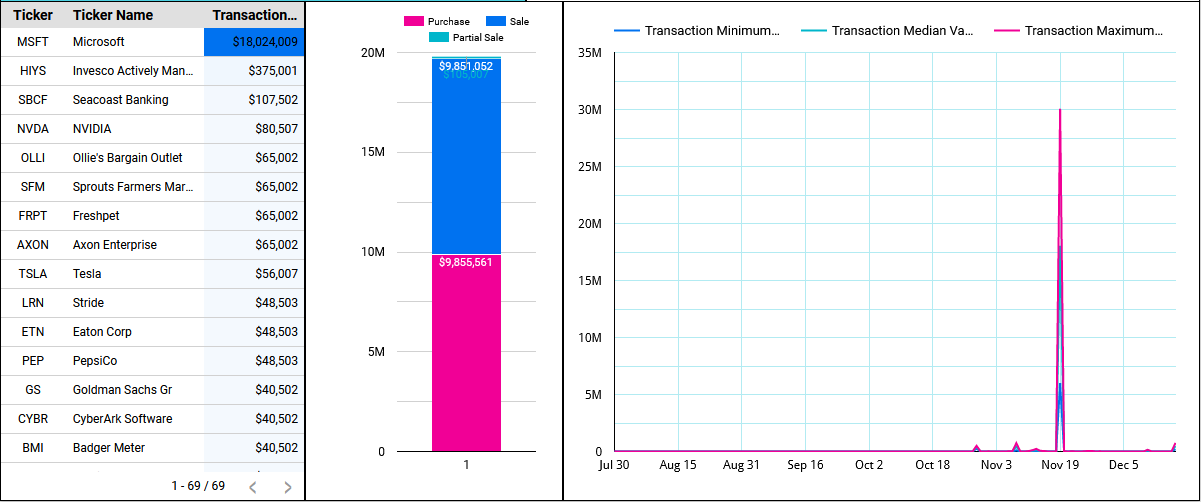 Ticker Ticker Name Transaction...
MSFT Microsoft $18,024,009
HIYS Invesco Actively Man... $375,001
SBCF Seacoast Banking $107,502
NVDA NVIDIA $80,507
OLLI Ollie's Bargain Outlet $65,002
SFM Sprouts Farmers Mar... $65,002
FRPT Freshpet $65,002
AXON Axon Enterprise $65,002
TSLA Tesla $56,007
LRN Stride $48,503
ETN Eaton Corp $48,503
PEP PepsiCo $48,503
GS Goldman Sachs Gr $40,502
CYBR CyberArk Software $40,502
BMI Badger Meter $40,502
1 - 69 / 69
Purchase Sale
Partial Sale
20M
$9,851,052
$105,007
15M
10M
$9,855,561
5M
0
1
Transaction Minimum... Transaction Median Va... Transaction Maximum...
35M
30M
25M
20M
15M
10M
5M
0
Jul 30 Aug 15 Aug 31 Sep 16 Oct 2 Oct 18 Nov 3 Nov 19 Dec 5